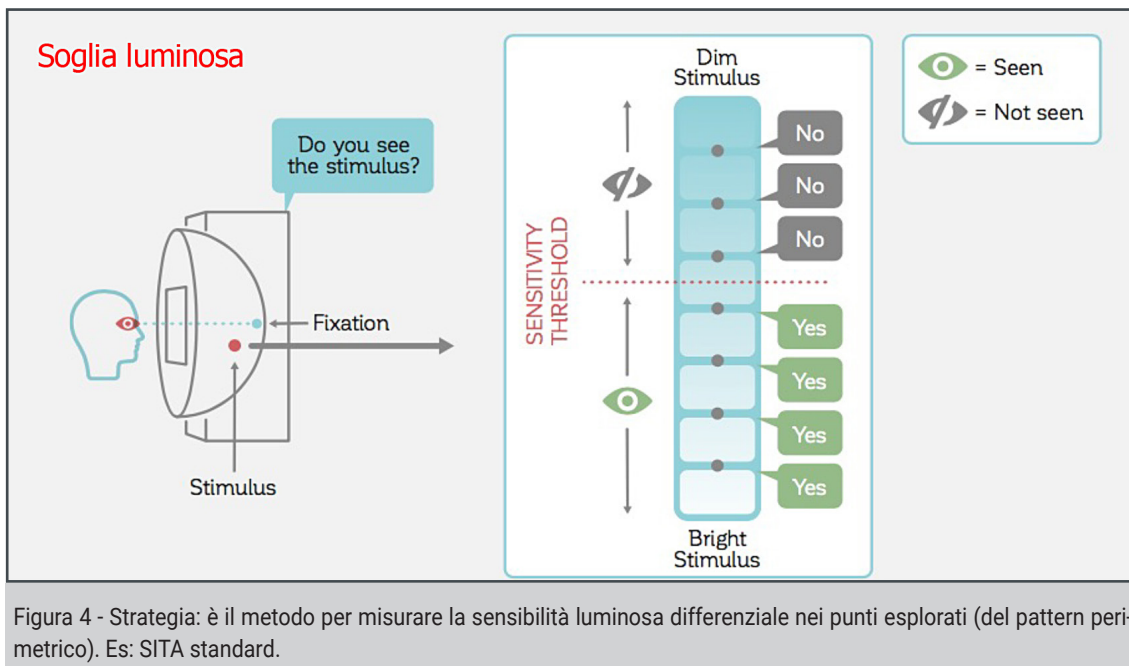 Soglia luminosa
Do you see
the stimulus?
Fixation
Stimulus
SENSITIVITY
THRESHOLD
Dim
Stimulus
No
No
No
Yes
Yes
Yes
Yes
Bright
Stimulus
= Seen
= Not seen
Figura 4 - Strategia: è il metodo per misurare la sensibilità luminosa differenziale nei punti esplorati (del pattern peri-
metrico). Es: SITA standard.